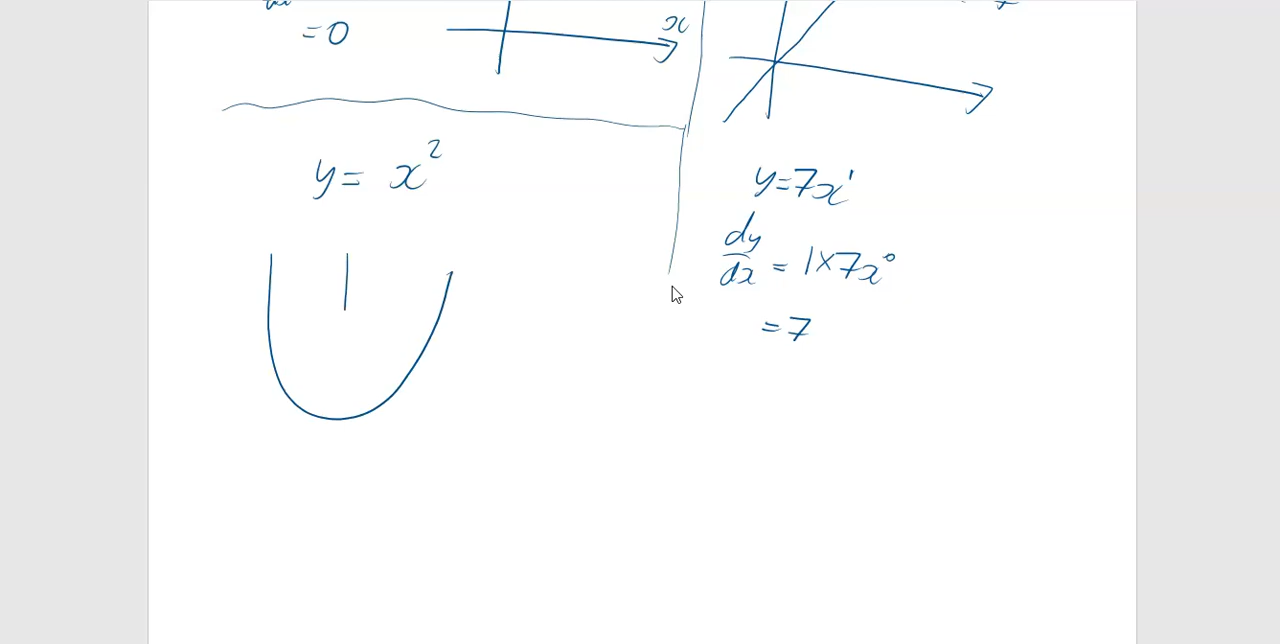 = 0
x
y = x²
y = 7x¹
dy/dx = 1 × 7x⁰
= 7